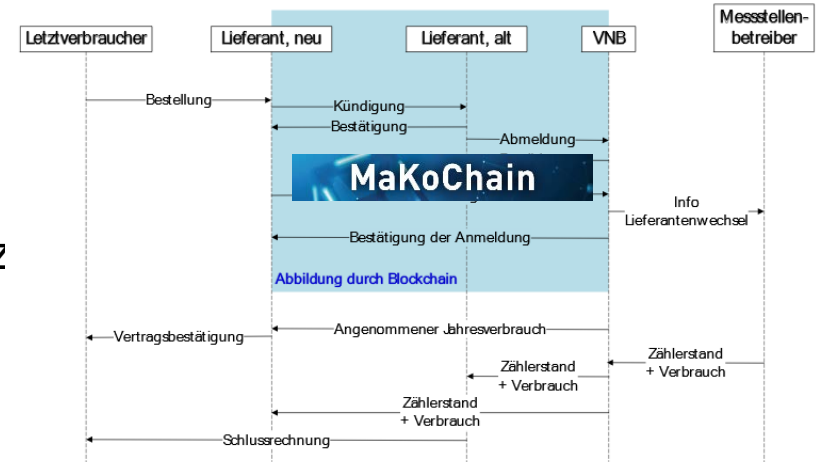 Messstellen-
betreiber
Letztverbraucher
Lieferant, neu
Lieferant, alt
VNB
Bestellung
Kündigung
Bestätigung
Abmeldung
MaKoChain
Info
Lieferantenwechsel
Bestätigung der Anmeldung
Abbildung durch Blockchain
Angenommener Jahresverbrauch
Vertragsbestätigung
Zählerstand
+ Verbrauch
Zählerstand
+ Verbrauch
Zählerstand
+ Verbrauch
Schlussrechnung